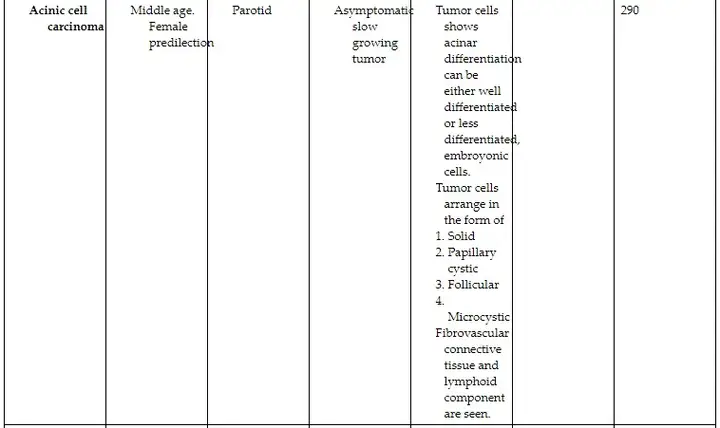 Acinic cell
carcinoma
Middle age.
Female
predilection
Parotid
Asymptomatic
slow
growing
tumor
Tumor cells
shows
acinar
differentiation
can be
either well
differentiated
or less
differentiated,
embroyonic
cells.
Tumor cells
arrange in
the form of
1. Solid
2. Papillary
cystic
3. Follicular
4.
Microcystic
Fibrovascular
connective
tissue and
lymphoid
component
are seen.
290